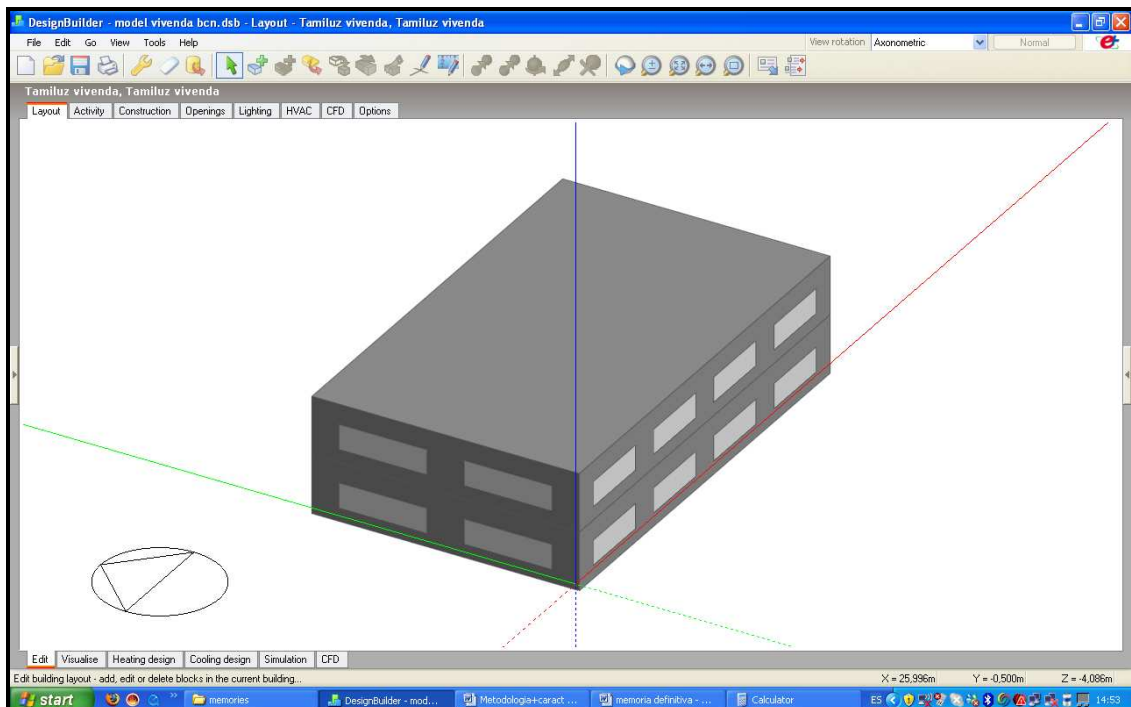 DesignBuilder - model vivenda bcn.dsb - Layout - Tamiluz vivenda, Tamiluz vivenda
File Edit Go View Tools Help View rotation Axonometric Normal
Tamiluz vivenda, Tamiluz vivenda
Layout Activity Construction Openings Lighting HVAC CFD Options
Edit Visualise Heating design Cooling design Simulation CFD
Edit building layout - add, edit or delete blocks in the current building... X = 25,996m Y = -0,500m Z = -4,086m
start memories DesignBuilder - mod... Metodologia+caract ... memoria definitiva - ... Calculator ES 14:53